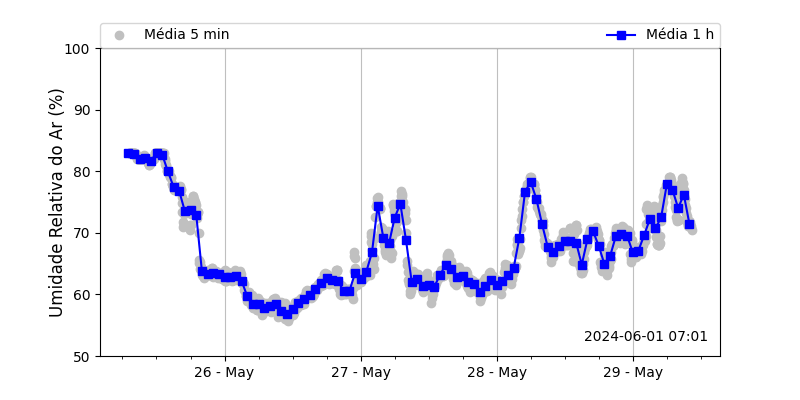 Média 5 min
Média 1 h
Umidade Relativa do Ar (%)
100
90
80
70
60
50
2024-06-01 07:01
26 - May
27 - May
28 - May
29 - May